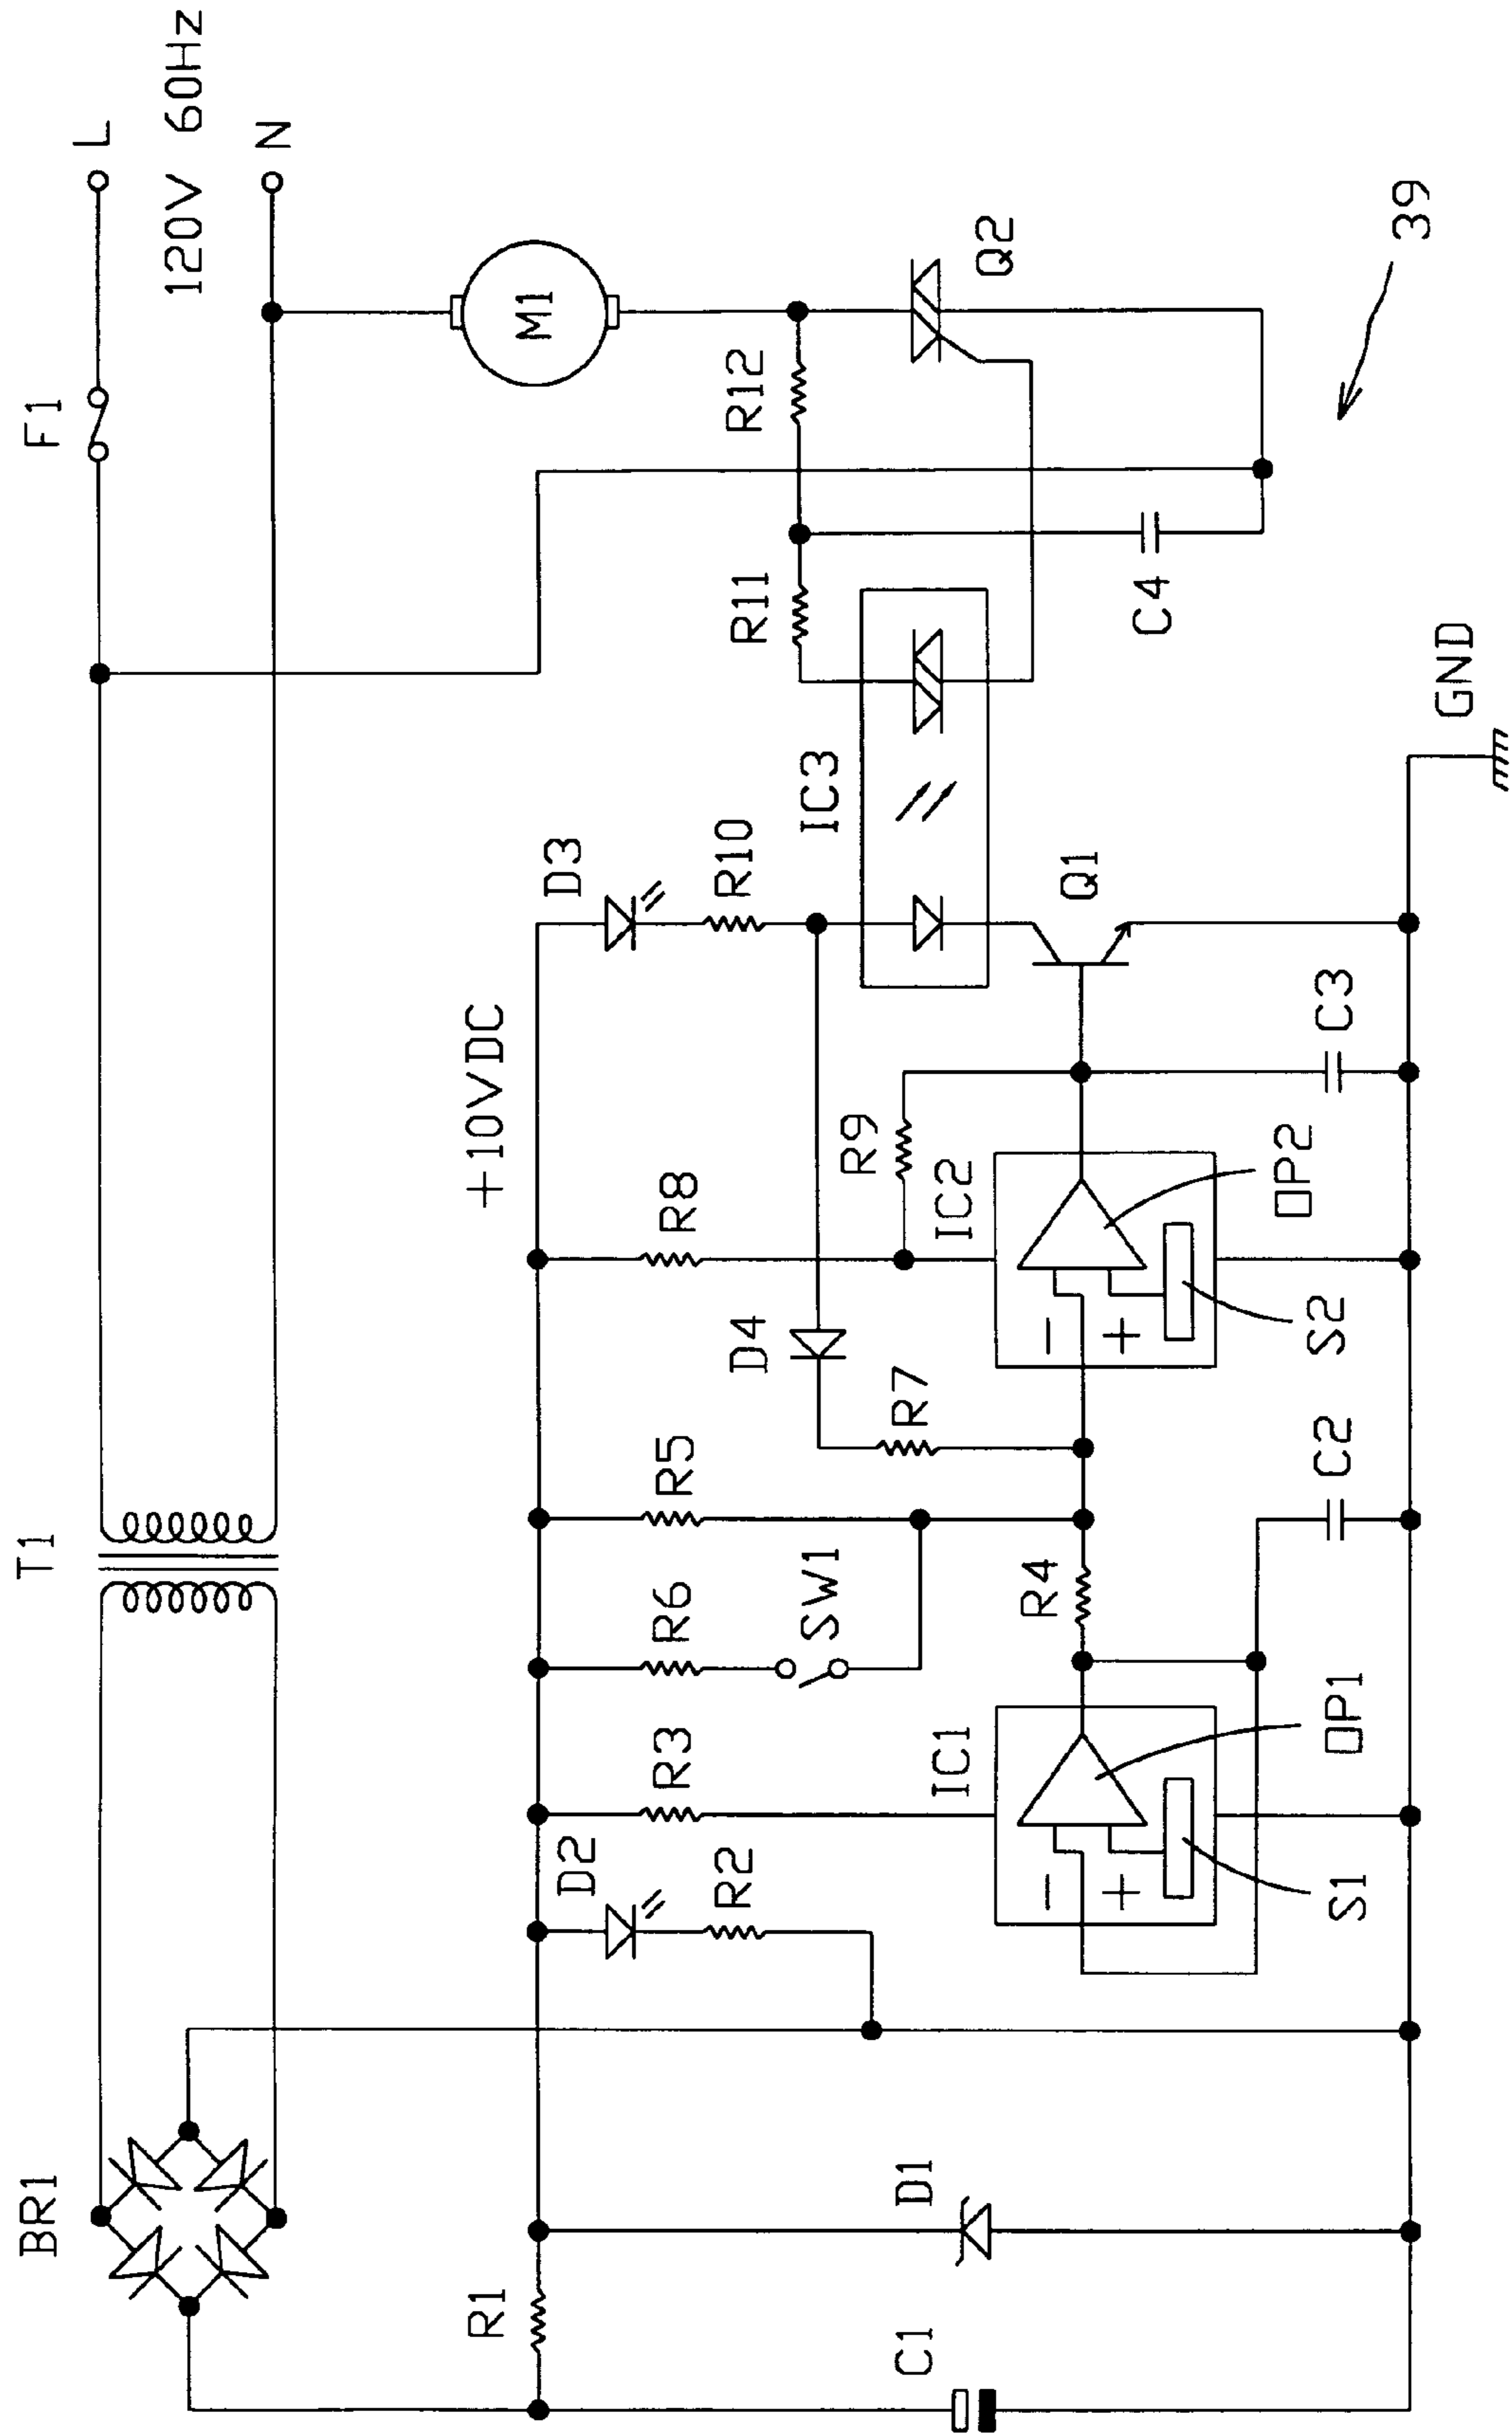 T1
F1
L
120V 60Hz
N
BR1
M1
+10VDC
R1
D2
R3
R6
R5
R8
D3
R2
SW1
D4
R10
R7
R9
IC3
R11
R12
C1
D1
IC1
R4
IC2
Q1
Q2
-
+
-
+
S1
OP1
C2
S2
OP2
C3
C4
GND
39